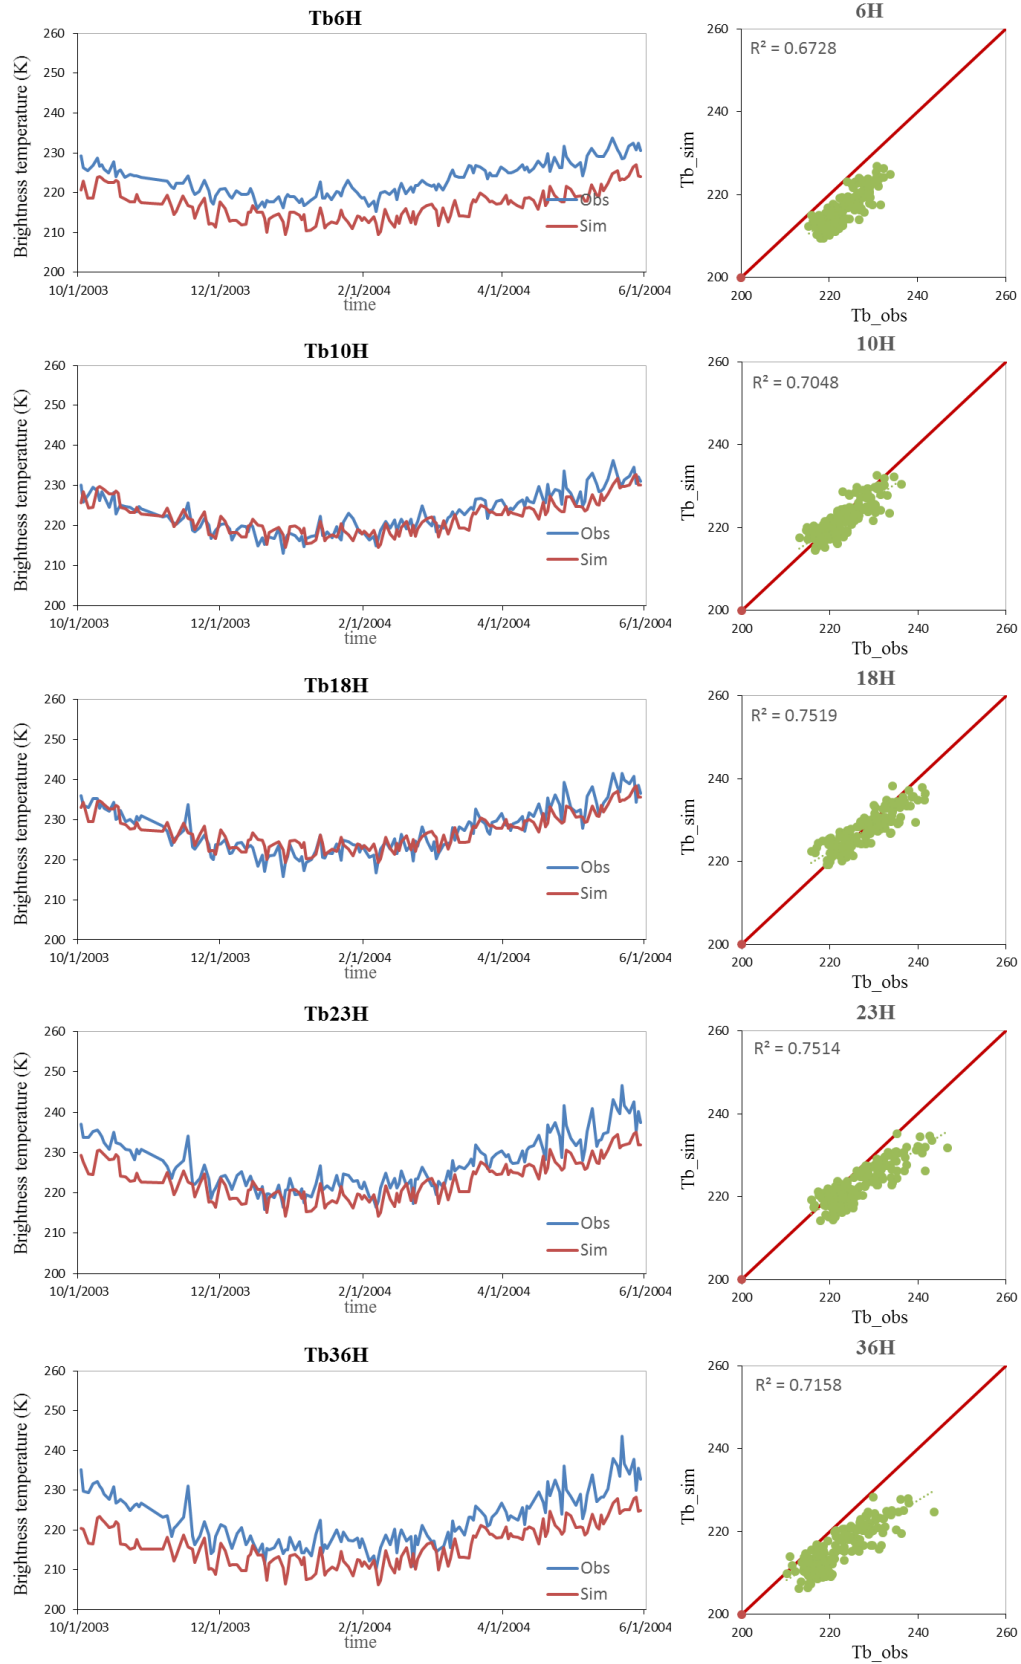 Tb6H
Brightness temperature (K)
260
250
240
230
220
210
200
10/1/2003
12/1/2003
2/1/2004
4/1/2004
6/1/2004
time
Obs
Sim
6H
R² = 0.6728
Tb_sim
260
240
220
200
200
220
240
260
Tb_obs
Tb10H
Brightness temperature (K)
260
250
240
230
220
210
200
10/1/2003
12/1/2003
2/1/2004
4/1/2004
6/1/2004
time
Obs
Sim
10H
R² = 0.7048
Tb_sim
260
240
220
200
200
220
240
260
Tb_obs
Tb18H
Brightness temperature (K)
260
250
240
230
220
210
200
10/1/2003
12/1/2003
2/1/2004
4/1/2004
6/1/2004
time
Obs
Sim
18H
R² = 0.7519
Tb_sim
260
240
220
200
200
220
240
260
Tb_obs
Tb23H
Brightness temperature (K)
260
250
240
230
220
210
200
10/1/2003
12/1/2003
2/1/2004
4/1/2004
6/1/2004
time
Obs
Sim
23H
R² = 0.7514
Tb_sim
260
240
220
200
200
220
240
260
Tb_obs
Tb36H
Brightness temperature (K)
260
250
240
230
220
210
200
10/1/2003
12/1/2003
2/1/2004
4/1/2004
6/1/2004
time
Obs
Sim
36H
R² = 0.7158
Tb_sim
260
240
220
200
200
220
240
260
Tb_obs